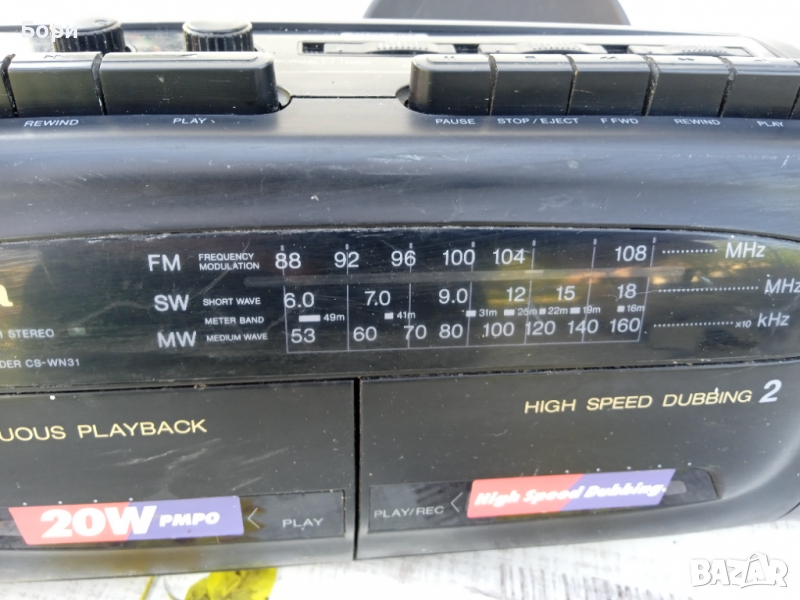 Бори
REWIND PLAY PAUSE STOP/EJECT F FWD REWIND PLAY
FM FREQUENCY MODULATION 88 92 96 100 104 108 MHz
SW SHORT WAVE 6.0 7.0 9.0 12 15 18 MHz
METER BAND 49m 41m 31m 26m 22m 19m 16m
STEREO
MW MEDIUM WAVE 53 60 70 80 100 120 140 160 x10 kHz
DER CS-WN31
UOUS PLAYBACK
HIGH SPEED DUBBING 2
20W PMPO
PLAY
PLAY/REC
High Speed Dubbing.
BAZAR